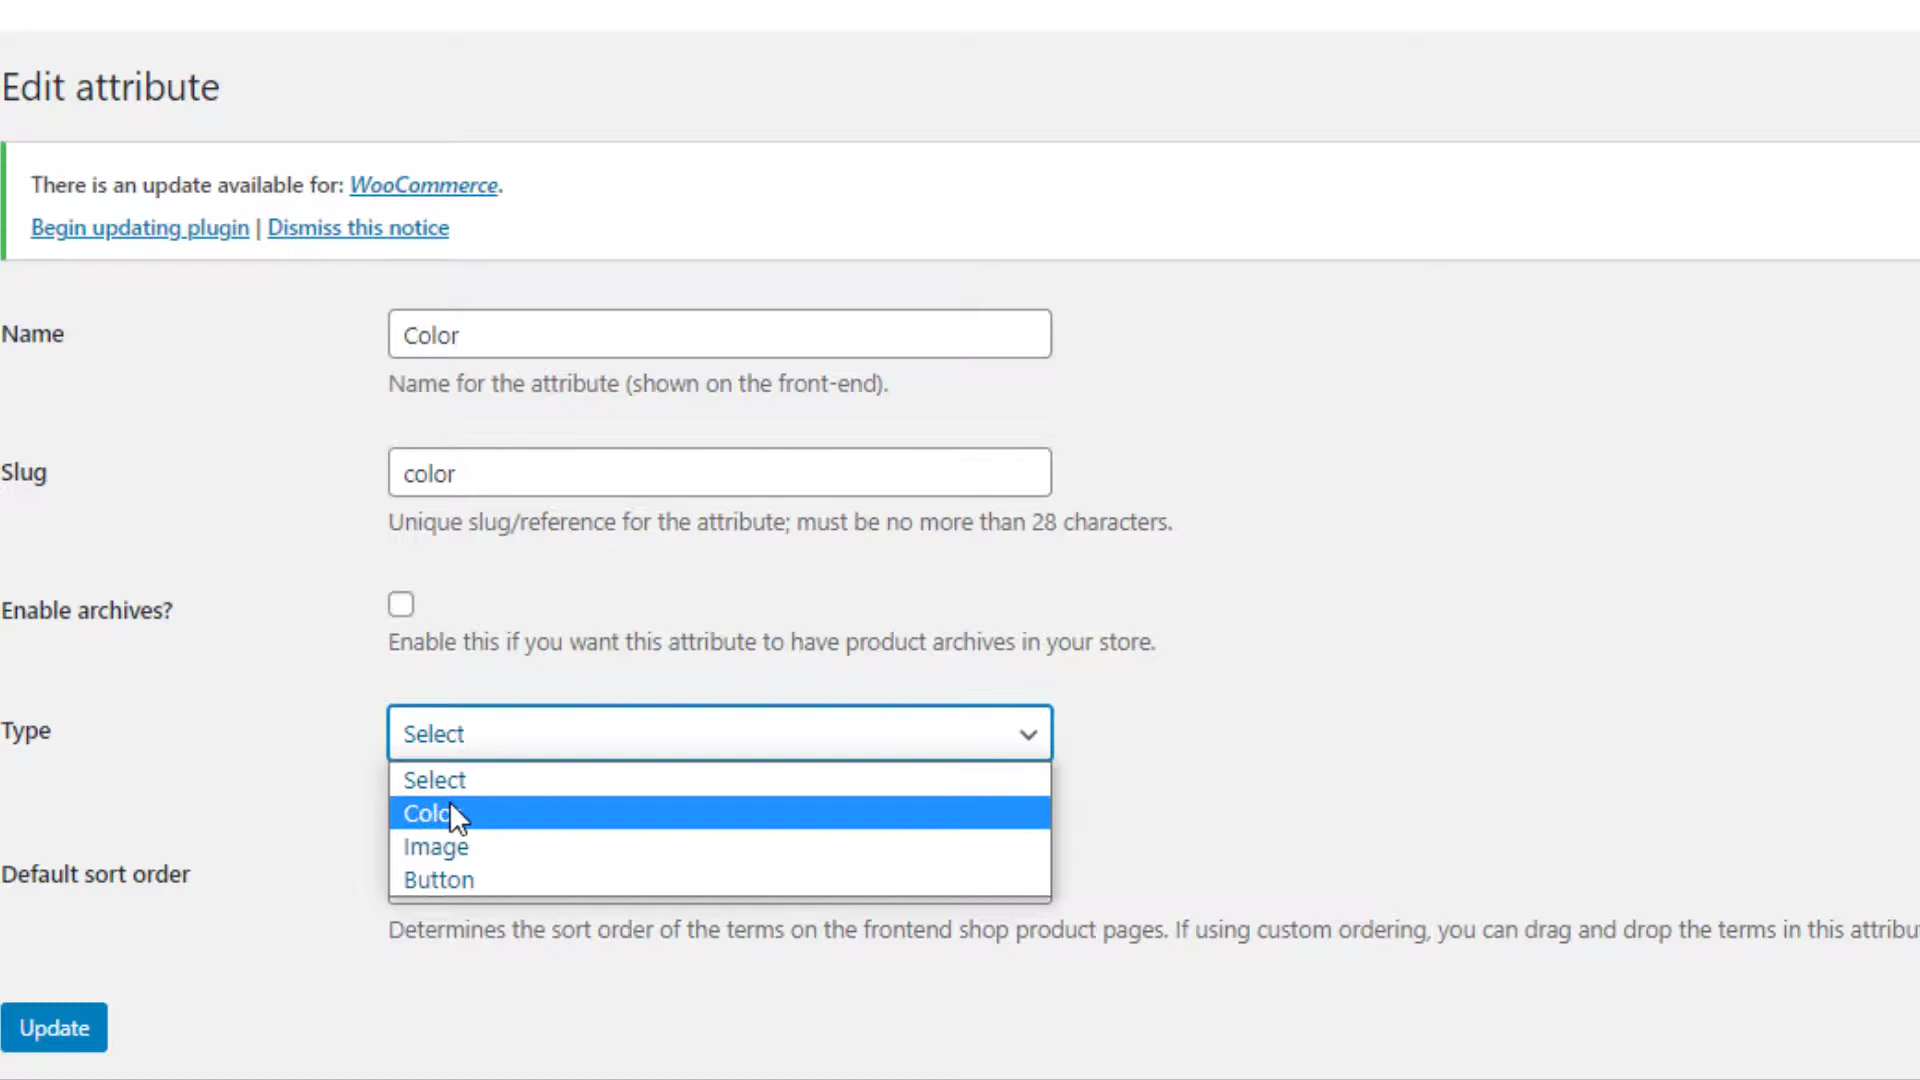 Edit attribute
There is an update available for: WooCommerce.
Begin updating plugin | Dismiss this notice
Name
Color
Name for the attribute (shown on the front-end).
Slug
color
Unique slug/reference for the attribute; must be no more than 28 characters.
Enable archives?
Enable this if you want this attribute to have product archives in your store.
Type
Select
Select
Color
Image
Button
Default sort order
Determines the sort order of the terms on the frontend shop product pages. If using custom ordering, you can drag and drop the terms in this
Update